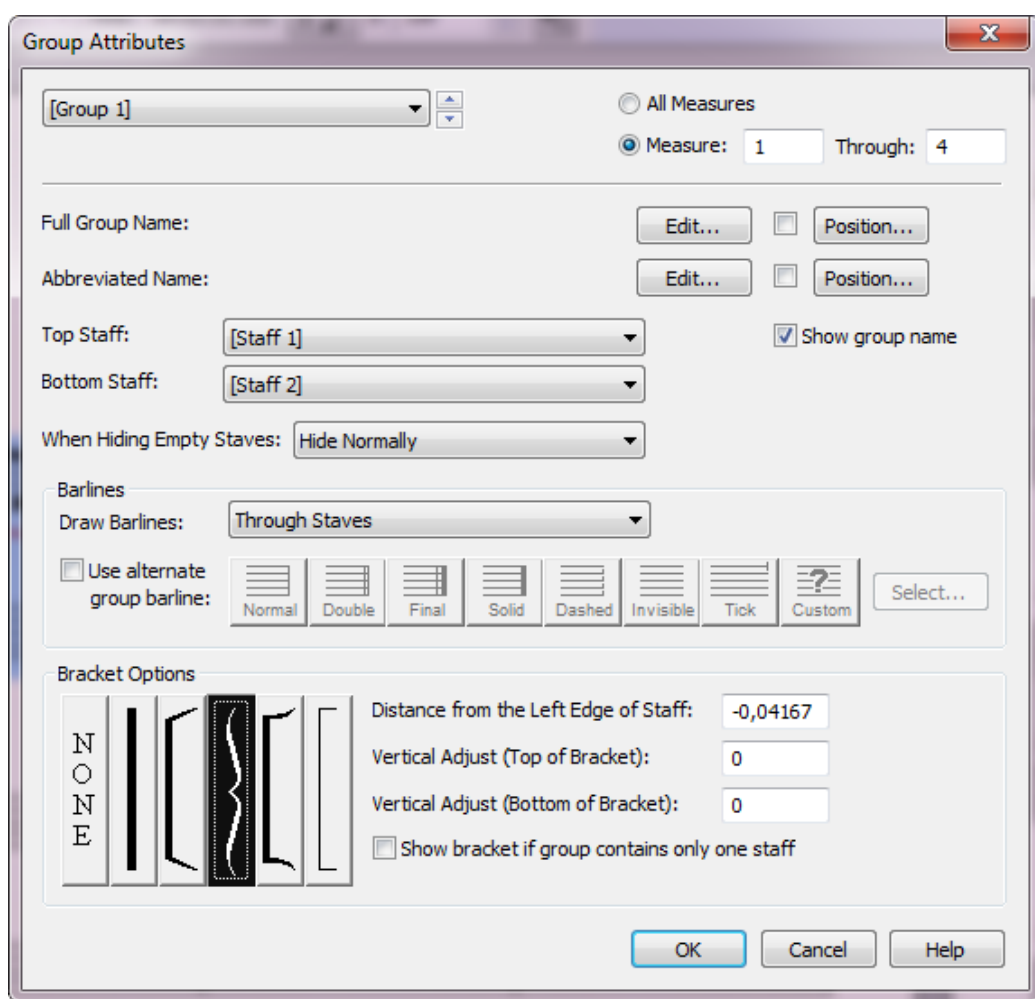 Group Attributes
[Group 1]
All Measures
Measure: 1 Through: 4
Full Group Name: Edit... Position...
Abbreviated Name: Edit... Position...
Top Staff: [Staff 1] Show group name
Bottom Staff: [Staff 2]
When Hiding Empty Staves: Hide Normally
Barlines
Draw Barlines: Through Staves
Use alternate
group barline:
Normal Double Final Solid Dashed Invisible Tick ? Custom Select...
Bracket Options
NONE
Distance from the Left Edge of Staff: -0,04167
Vertical Adjust (Top of Bracket): 0
Vertical Adjust (Bottom of Bracket): 0
Show bracket if group contains only one staff
OK Cancel Help